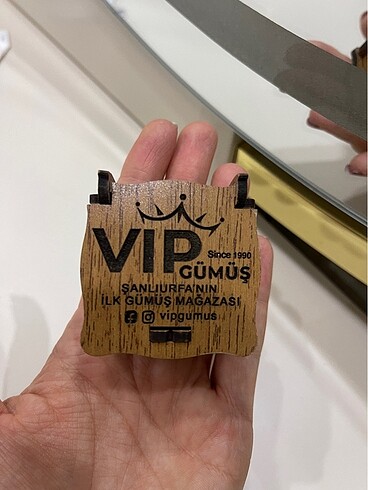 VIP
Since 1990
GÜMÜŞ
ŞANLIURFA'NIN
İLK GÜMÜŞ MAĞAZASI
vipgumus